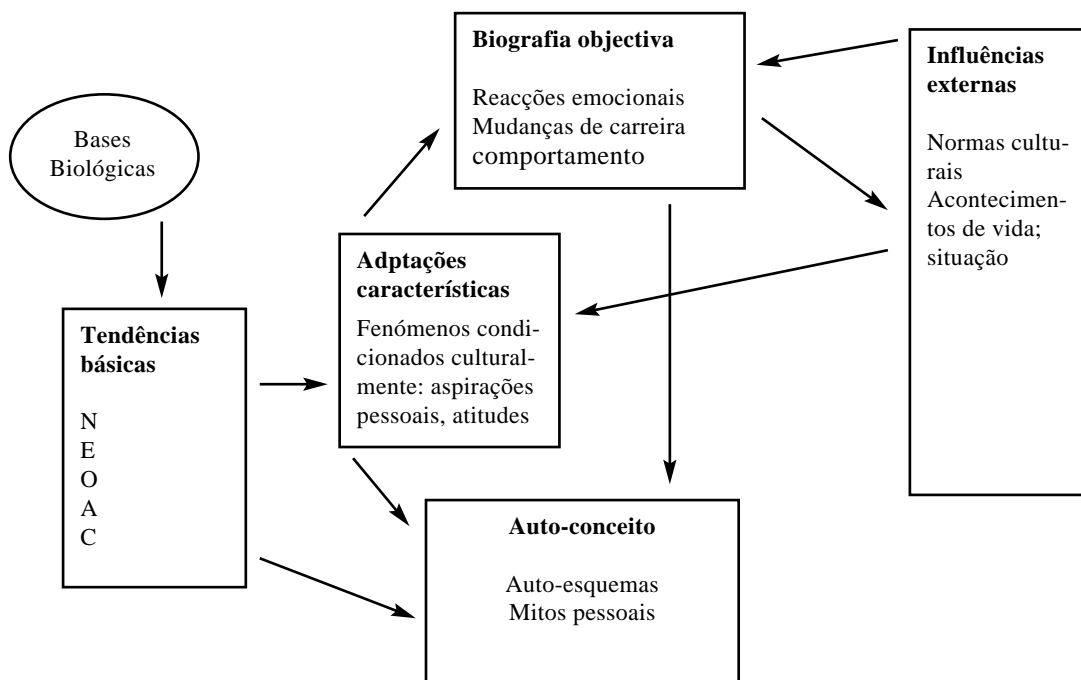 Bases
Biológicas
Tendências
básicas
N
E
O
A
C
Adptações
características
Fenómenos condi-
cionados cultural-
mente: aspirações
pessoais, atitudes
Biografia objectiva
Reacções emocionais
Mudanças de carreira
comportamento
Influências
externas
Normas cultu-
rais
Acontecimen-
tos de vida;
situação
Auto-conceito
Auto-esquemas
Mitos pessoais